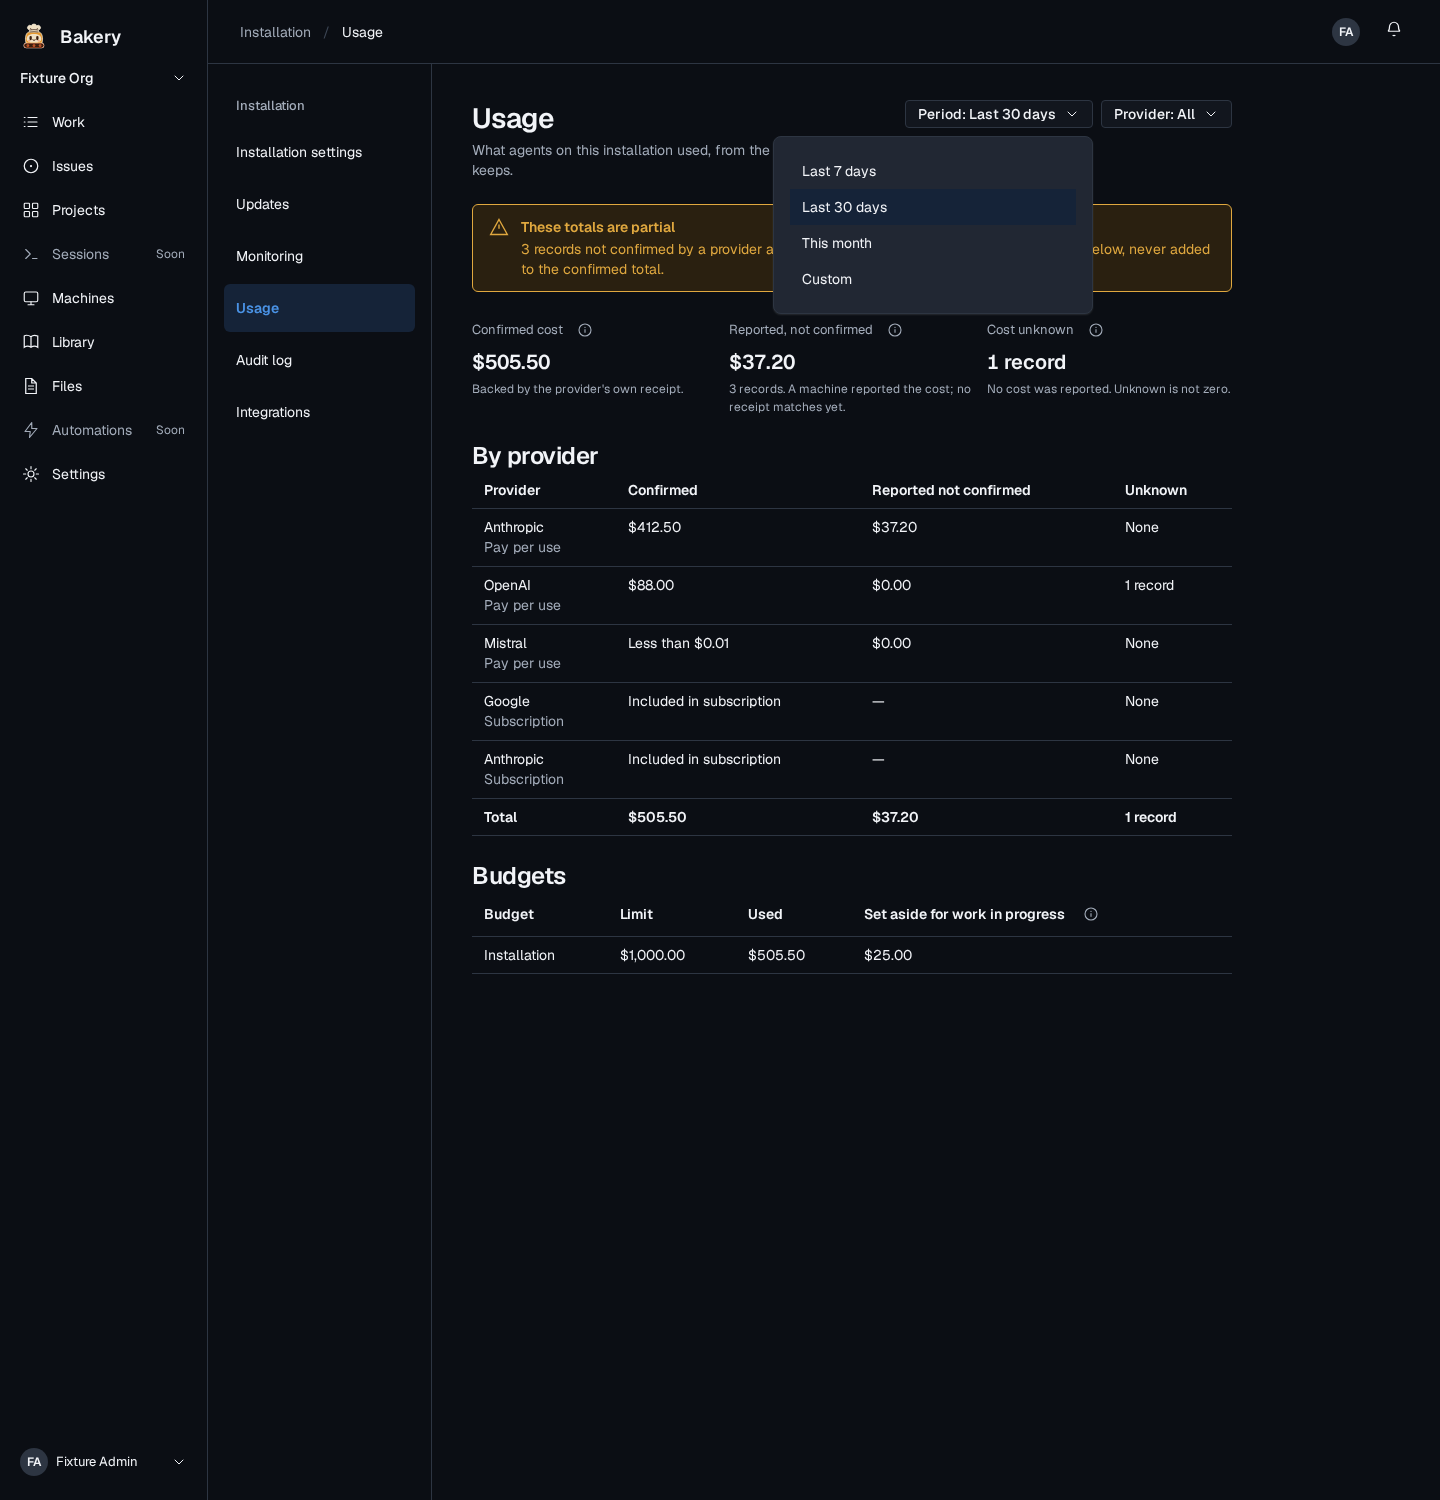 Bakery
Fixture Org
Work
Issues
Projects
Sessions Soon
Machines
Library
Files
Automations Soon
Settings
FA Fixture Admin
Installation / Usage
FA
Installation
Installation settings
Updates
Monitoring
Usage
Audit log
Integrations
Usage
What agents on this installation used, from the
keeps.
Period: Last 30 days
Provider: All
Last 7 days
Last 30 days
This month
Custom
These totals are partial
3 records not confirmed by a provider a
elow, never added
to the confirmed total.
Confirmed cost
$505.50
Backed by the provider's own receipt.
Reported, not confirmed
$37.20
3 records. A machine reported the cost; no
receipt matches yet.
Cost unknown
1 record
No cost was reported. Unknown is not zero.
By provider
Provider Confirmed Reported not confirmed Unknown
Anthropic $412.50 $37.20 None
Pay per use
OpenAI $88.00 $0.00 1 record
Pay per use
Mistral Less than $0.01 $0.00 None
Pay per use
Google Included in subscription — None
Subscription
Anthropic Included in subscription — None
Subscription
Total $505.50 $37.20 1 record
Budgets
Budget Limit Used Set aside for work in progress
Installation $1,000.00 $505.50 $25.00